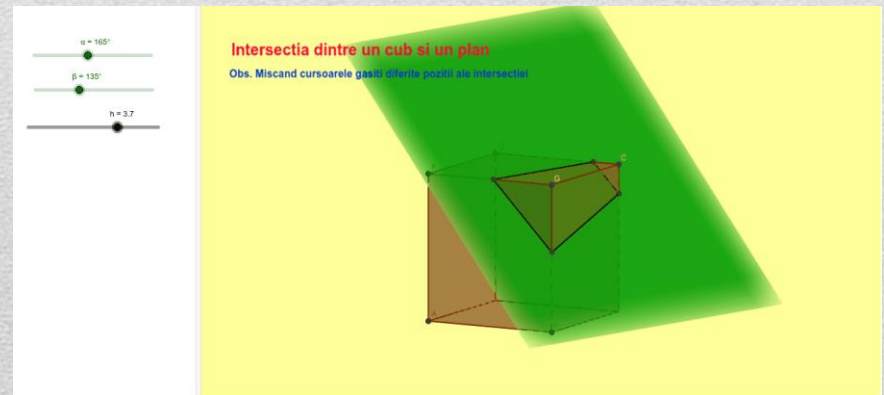 α = 165°
β = 135°
h = 3.7
Intersectia dintre un cub si un plan
Obs. Miscand cursoarele gasiti diferite pozitii ale intersectiei
C
A